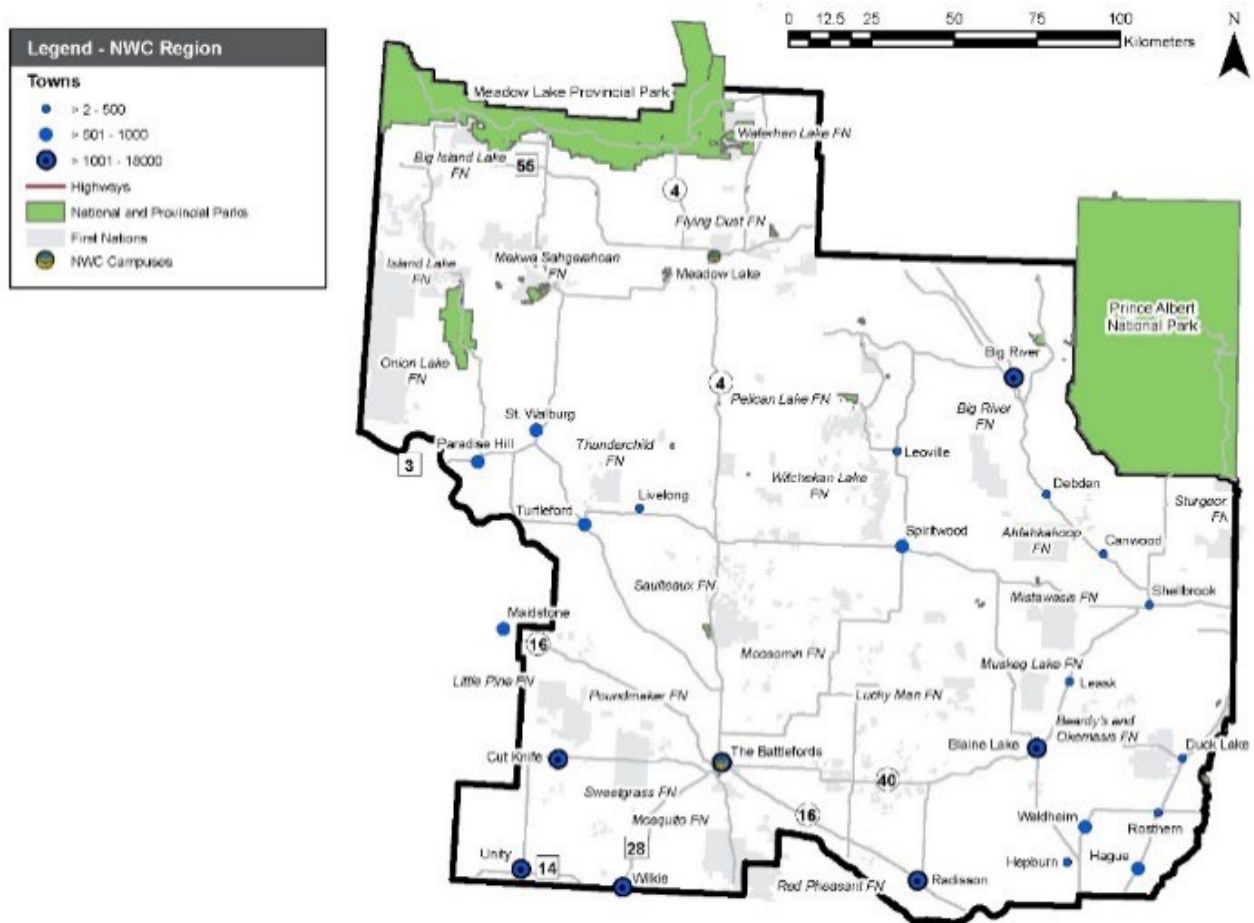 Legend - NWC Region
Towns
> 2 - 500
> 501 - 1000
> 1001 - 18000
Highways
National and Provincial Parks
First Nations
NWC Campuses
0 12.5 25 50 75 100
Kilometers
N
Meadow Lake Provincial Park
Waterhen Lake FN
Big Island Lake
FN
55
4
Flying Dust FN
Island Lake
FN
Makwa Sahgaiehcan
FN
Meadow Lake
Prince Albert
National Park
Onion Lake
FN
4
Big River
Pelican Lake FN
Big River
FN
St. Walburg
Paradise Hill
Thunderchild
FN
3
Leoville
Witchekan Lake
FN
Debden
Livelong
Turtleford
Sturgeon
FN
Spiritwood
Ahtahkakoop
FN
Canwood
Saulteaux FN
Mistawasis FN
Shellbrook
Maidstone
16
Moosomin FN
Muskeg Lake FN
Little Pine FN
Poundmaker FN
Lucky Man FN
Leask
Beardy's and
Okemasis FN
Cut Knife
The Battlefords
Blaine Lake
Duck Lake
40
Sweetgrass FN
Mosquito FN
16
Waldheim
Rosthern
28
Unity
14
Wilkie
Hepburn
Hague
Red Pheasant FN
Radisson